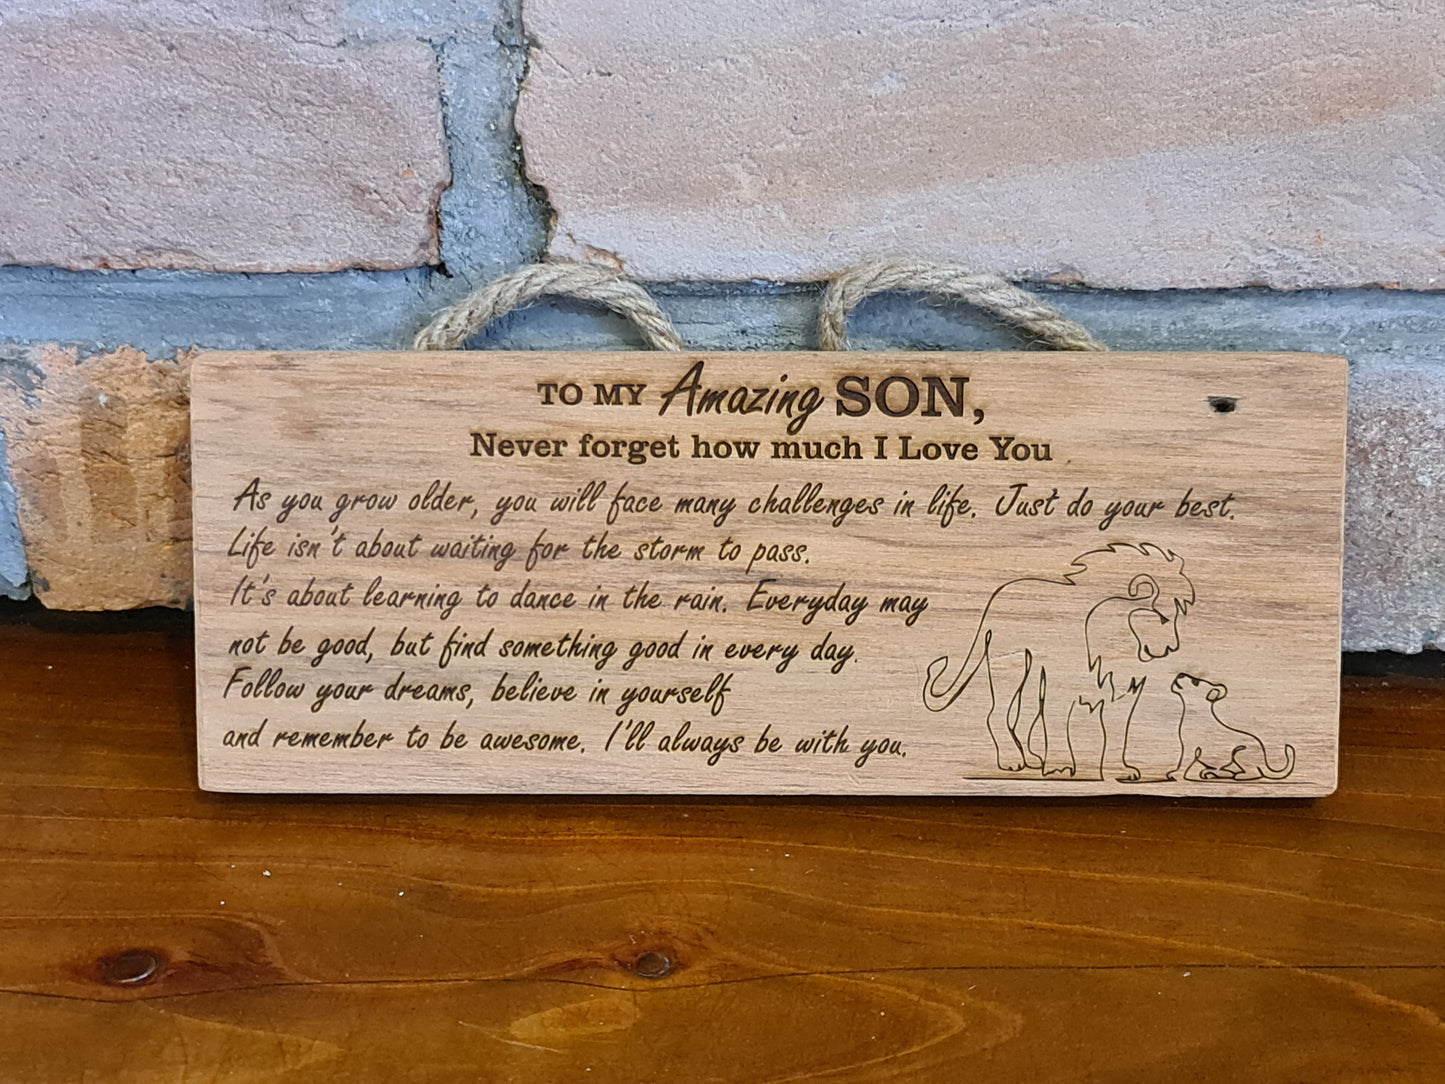 TO MY Amazing SON,
Never forget how much I Love You
As you grow older, you will face many challenges in life. Just do your best.
Life isn't about waiting for the storm to pass.
It's about learning to dance in the rain. Everyday may
not be good, but find something good in every day.
Follow your dreams, believe in yourself
and remember to be awesome. I'll always be with you.